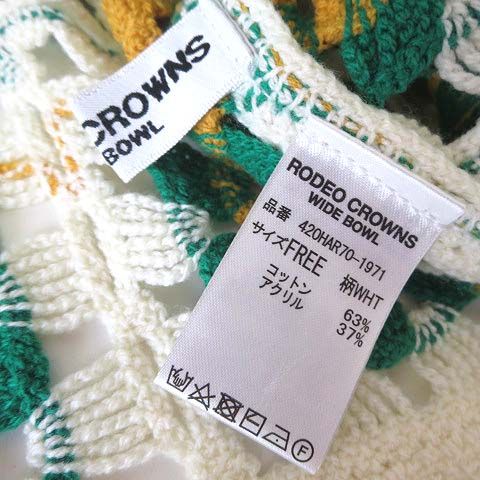 CROWNS
BOWL
RODEO CROWNS
WIDE BOWL
品番 420HAR70-1971
サイズFREE 柄WHT
コットン 63%
アクリル 37%
F